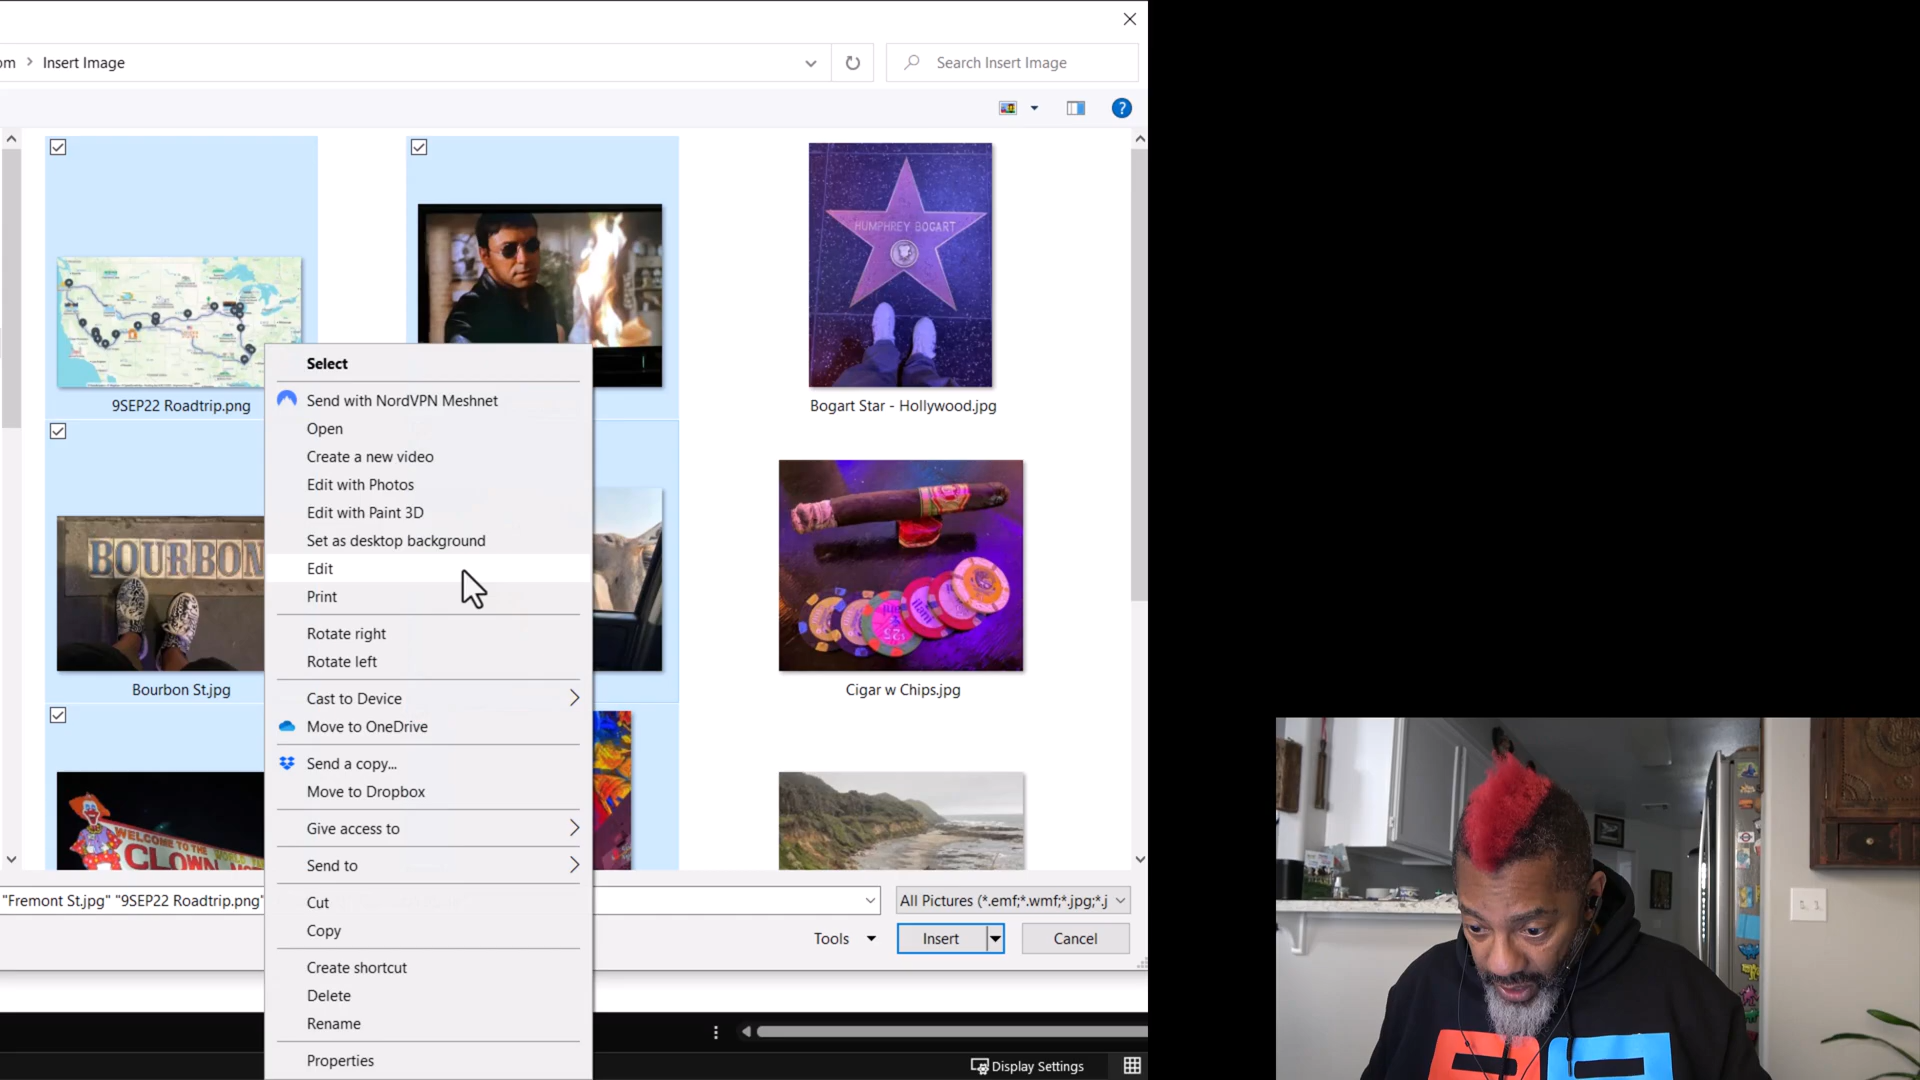 om > Insert Image
Search Insert Image
HUMPHREY BOGART
9SEP22 Roadtrip.png
Bogart Star - Hollywood.jpg
Select
Send with NordVPN Meshnet
Open
Create a new video
Edit with Photos
Edit with Paint 3D
Set as desktop background
Edit
Print
Rotate right
Rotate left
Cast to Device
Move to OneDrive
Send a copy...
Move to Dropbox
Give access to
Send to
Cut
Copy
Create shortcut
Delete
Rename
Properties
BOURBON
Bourbon St.jpg
Cigar w Chips.jpg
WELCOME TO THE WORLD
CLOWN
"Fremont St.jpg" "9SEP22 Roadtrip.png"
All Pictures (*.emf;*.wmf;*.jpg;*.j
Tools
Insert
Cancel
Display Settings